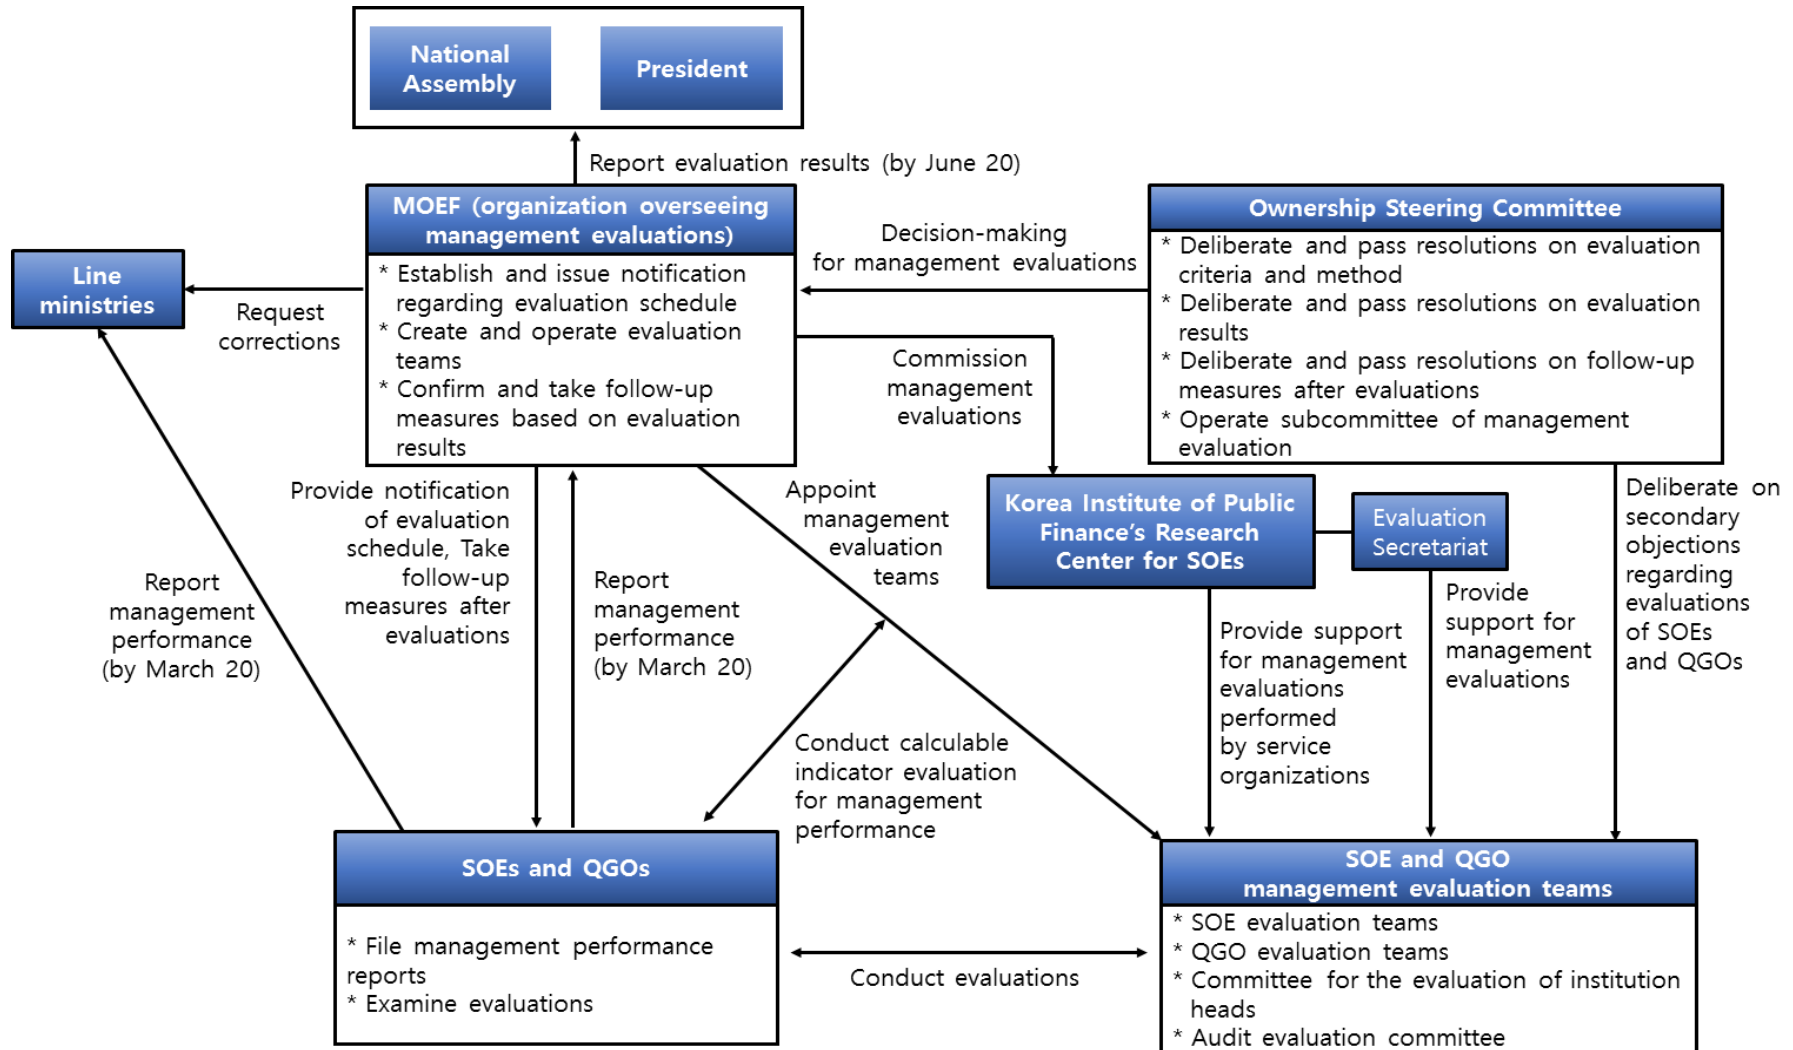 National
Assembly
President
Report evaluation results (by June 20)
MOEF (organization overseeing
management evaluations)
* Establish and issue notification
regarding evaluation schedule
* Create and operate evaluation
teams
* Confirm and take follow-up
measures based on evaluation
results
Ownership Steering Committee
* Deliberate and pass resolutions on evaluation
criteria and method
* Deliberate and pass resolutions on evaluation
results
* Deliberate and pass resolutions on follow-up
measures after evaluations
* Operate subcommittee of management
evaluation
Decision-making
for management evaluations
Line
ministries
Request
corrections
Commission
management
evaluations
Provide notification
of evaluation
schedule, Take
follow-up
measures after
evaluations
Appoint
management
evaluation
teams
Korea Institute of Public
Finance's Research
Center for SOEs
Evaluation
Secretariat
Deliberate on
secondary
objections
regarding
evaluations
of SOEs
and QGOs
Report
management
performance
(by March 20)
Report
management
performance
(by March 20)
Provide support
for management
evaluations
performed
by service
organizations
Provide
support for
management
evaluations
Conduct calculable
indicator evaluation
for management
performance
SOEs and QGOs
* File management performance
reports
* Examine evaluations
Conduct evaluations
SOE and QGO
management evaluation teams
* SOE evaluation teams
* QGO evaluation teams
* Committee for the evaluation of institution
heads
* Audit evaluation committee